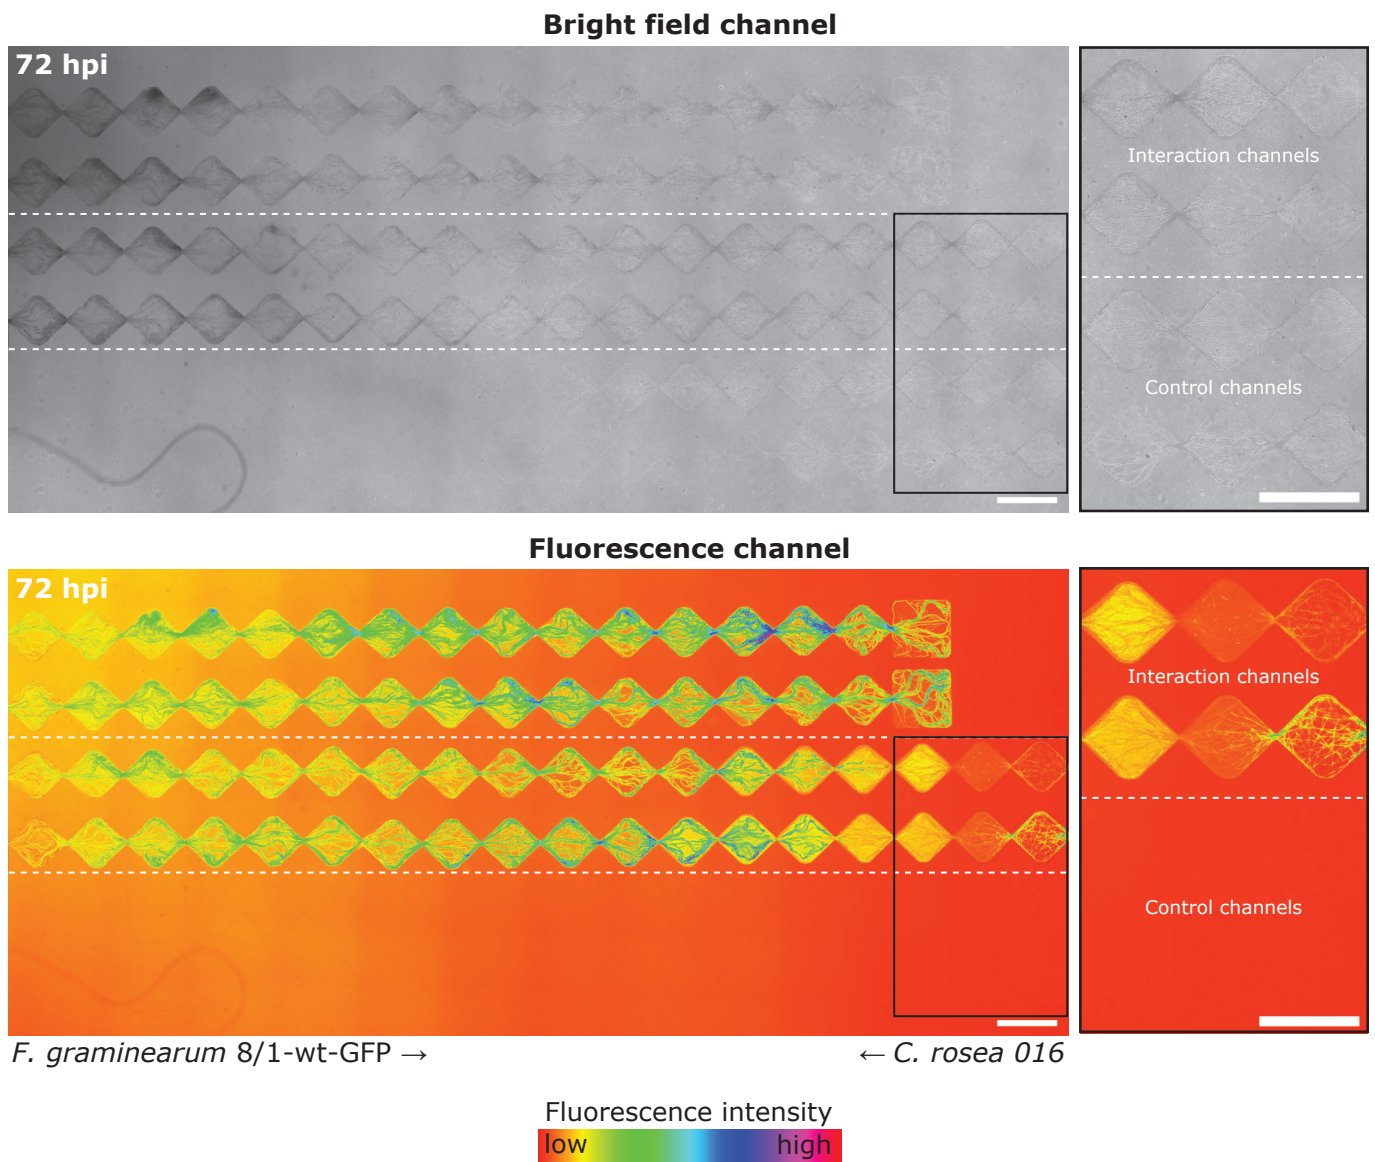 Bright field channel
72 hpi
Interaction channels
Control channels
Fluorescence channel
72 hpi
Interaction channels
Control channels
F. graminearum 8/1-wt-GFP →
← C. rosea 016
Fluorescence intensity
low
high